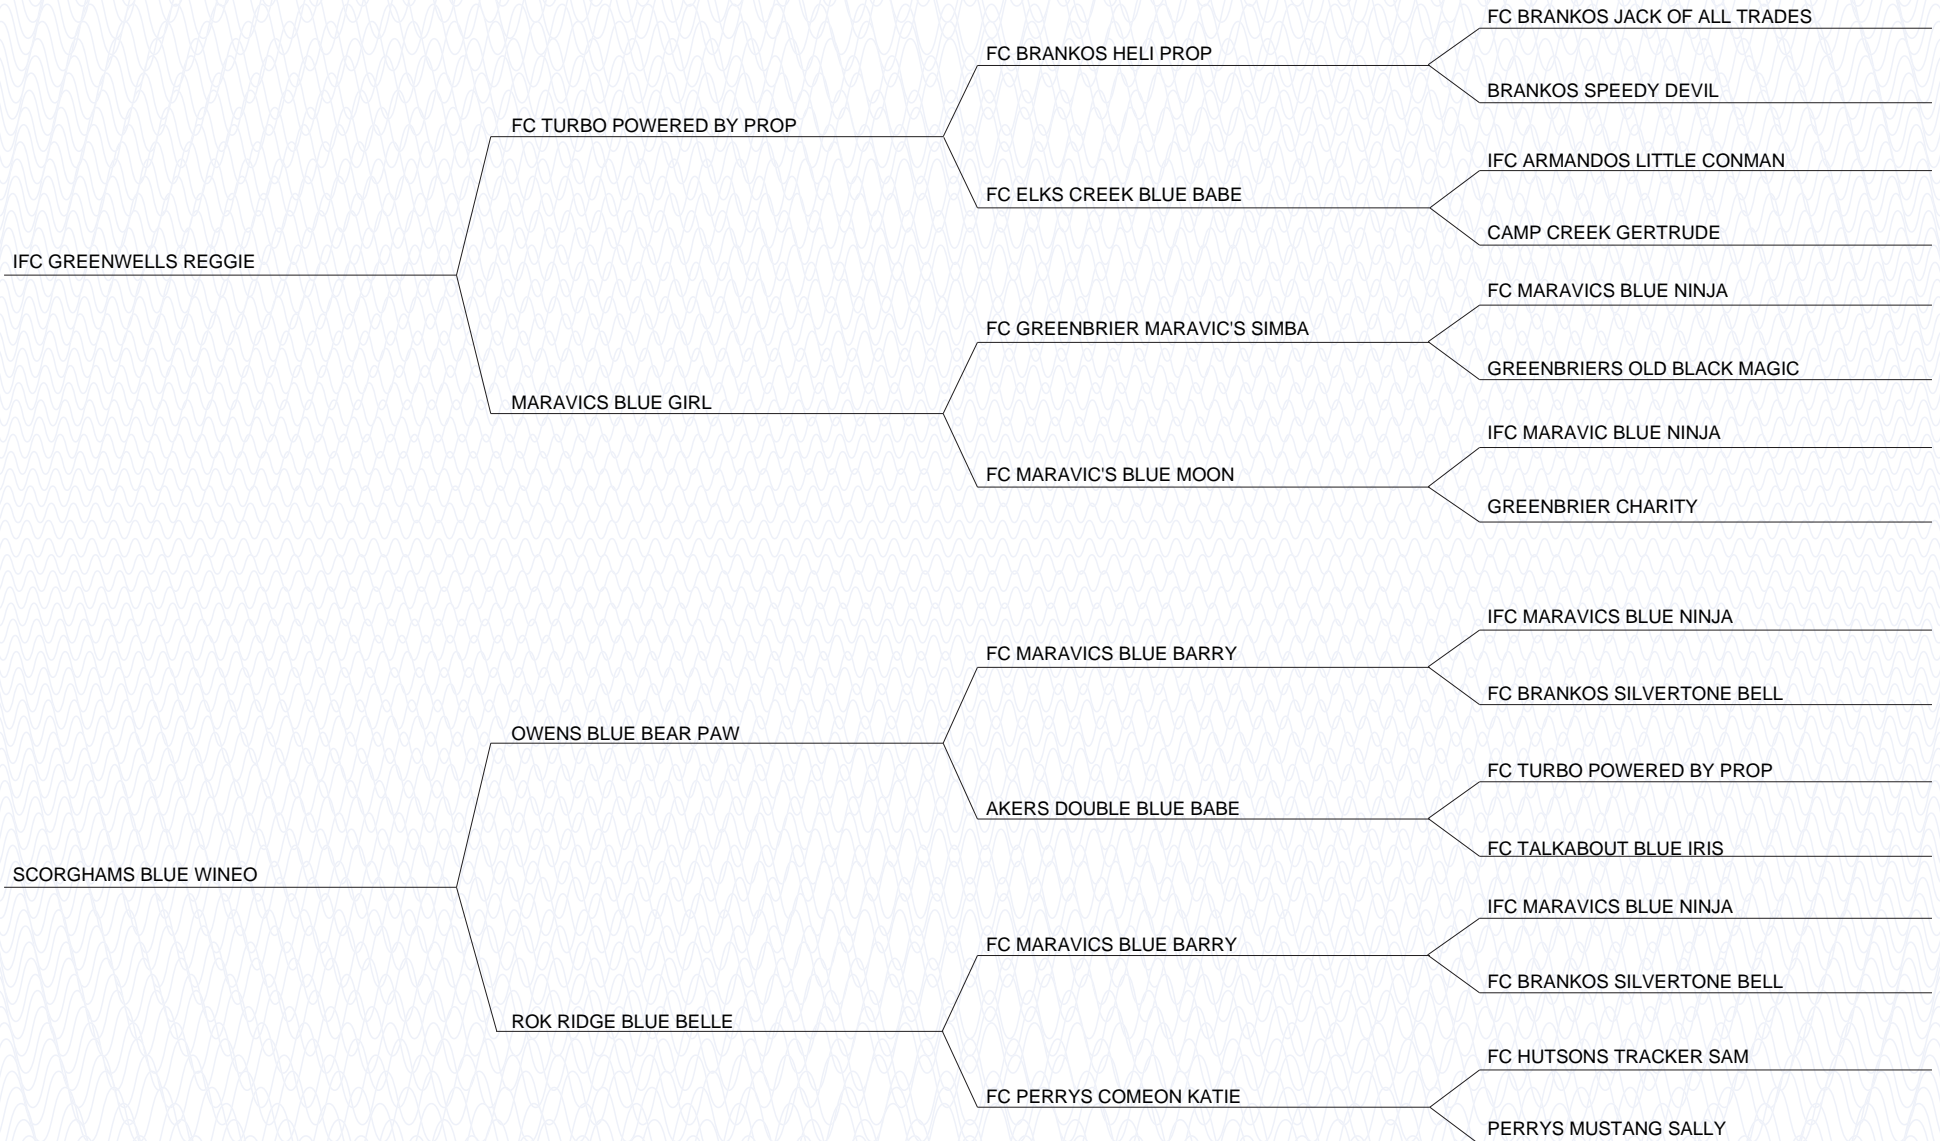 FC BRANKOS JACK OF ALL TRADES
FC BRANKOS HELI PROP
BRANKOS SPEEDY DEVIL
FC TURBO POWERED BY PROP
IFC ARMANDOS LITTLE CONMAN
FC ELKS CREEK BLUE BABE
CAMP CREEK GERTRUDE
IFC GREENWELLS REGGIE
FC MARAVICS BLUE NINJA
FC GREENBRIER MARAVIC'S SIMBA
GREENBRIERS OLD BLACK MAGIC
MARAVICS BLUE GIRL
IFC MARAVIC BLUE NINJA
FC MARAVIC'S BLUE MOON
GREENBRIER CHARITY
IFC MARAVICS BLUE NINJA
FC MARAVICS BLUE BARRY
FC BRANKOS SILVERTONE BELL
OWENS BLUE BEAR PAW
FC TURBO POWERED BY PROP
AKERS DOUBLE BLUE BABE
FC TALKABOUT BLUE IRIS
SCORGHAMS BLUE WINEO
IFC MARAVICS BLUE NINJA
FC MARAVICS BLUE BARRY
FC BRANKOS SILVERTONE BELL
ROK RIDGE BLUE BELLE
FC HUTSONS TRACKER SAM
FC PERRYS COMEON KATIE
PERRYS MUSTANG SALLY